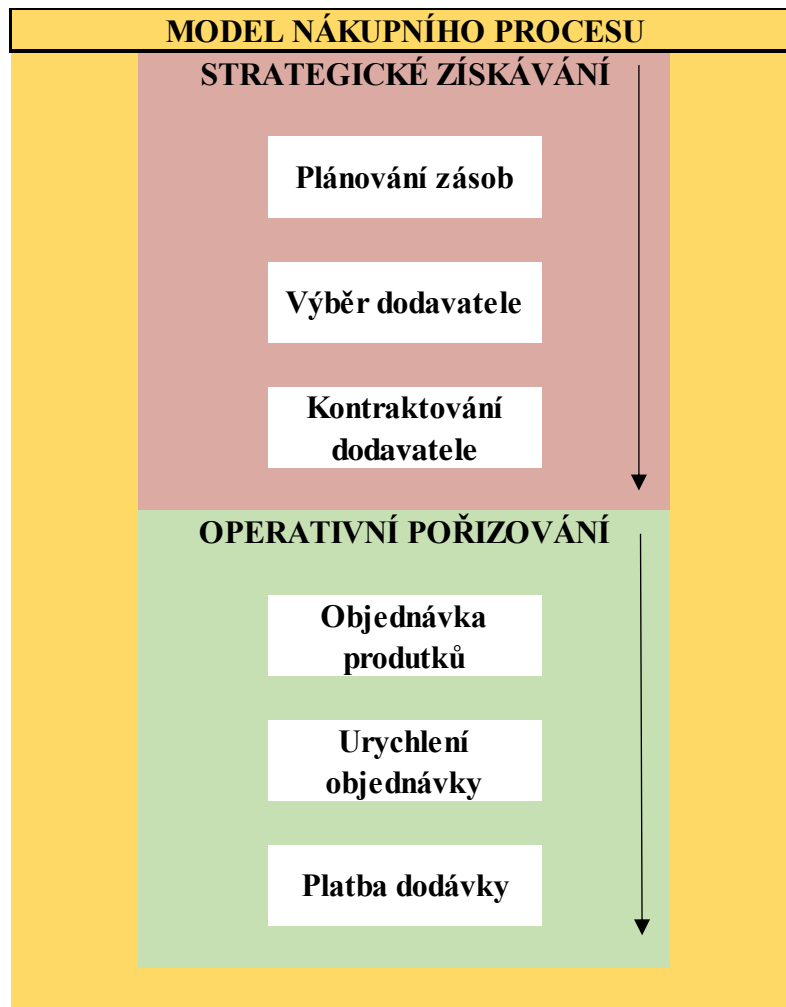 MODEL NÁKUPNÍHO PROCESU
STRATEGICKÉ ZÍSKÁVÁNÍ
Plánování zásob
Výběr dodavatele
Kontraktování
dodavatele
OPERATIVNÍ POŘIZOVÁNÍ
Objednávka
produtků
Urychlení
objednávky
Platba dodávky